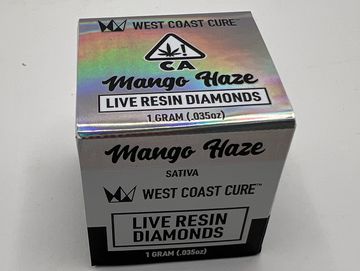 WEST COAST CURE
CA
Mango Haze
LIVE RESIN DIAMONDS
1 GRAM (.035oz)
Mango Haze
SATIVA
WEST COAST CURE™
LIVE RESIN
DIAMONDS
1 GRAM (.035oz)